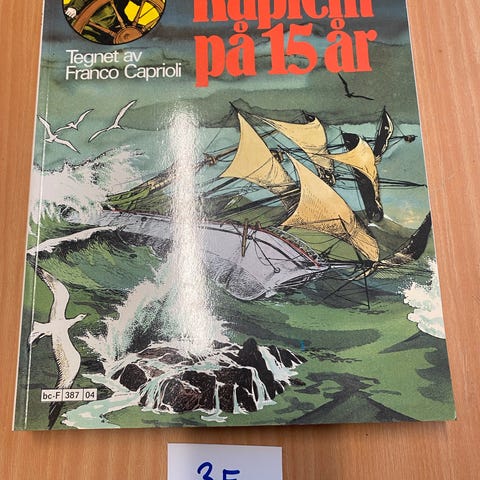 Kaptein
på 15 år
Tegnet av
Franco Caprioli
bc-F 387 04